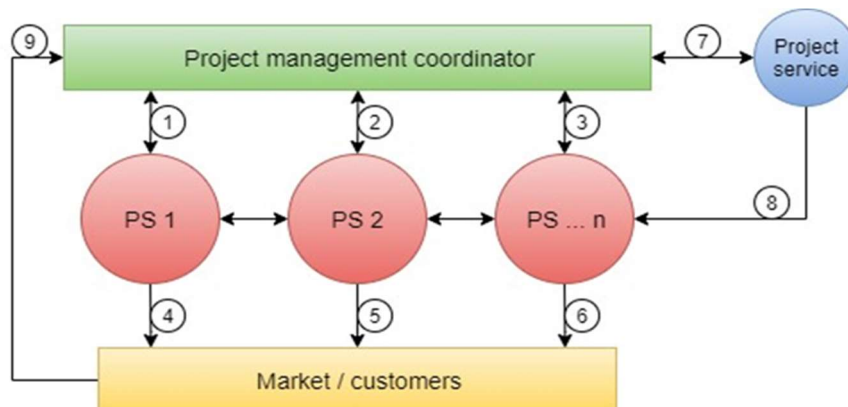 9
Project management coordinator
7
Project
service
1
2
3
PS 1
PS 2
PS ... n
8
4
5
6
Market / customers